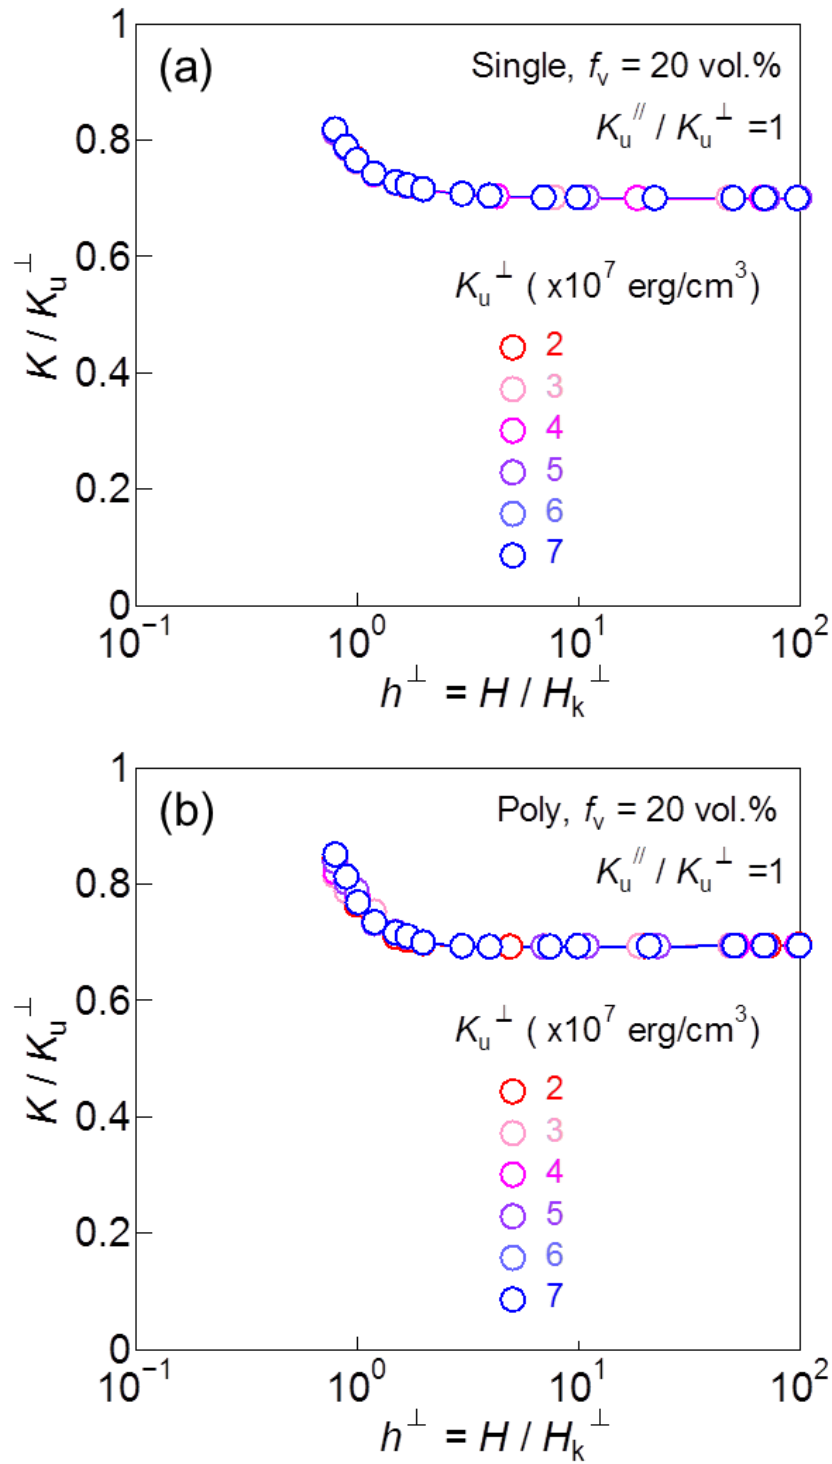 (a)
Single, fᵥ = 20 vol.%
Kᵤ⫽ / Kᵤ⊥ =1
1
0.8
0.6
0.4
0.2
0
K / Kᵤ⊥
Kᵤ⊥ ( x10⁷ erg/cm³)
2
3
4
5
6
7
10⁻¹ 10⁰ 10¹ 10²
h⊥ = H / Hₖ⊥
(b)
Poly, fᵥ = 20 vol.%
Kᵤ⫽ / Kᵤ⊥ =1
1
0.8
0.6
0.4
0.2
0
K / Kᵤ⊥
Kᵤ⊥ ( x10⁷ erg/cm³)
2
3
4
5
6
7
10⁻¹ 10⁰ 10¹ 10²
h⊥ = H / Hₖ⊥